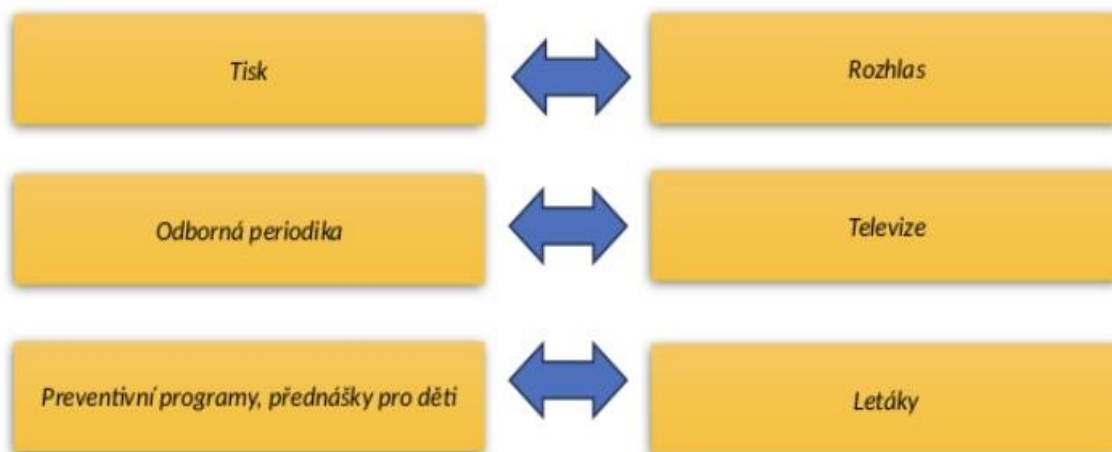 Tisk
Rozhlas
Odborná periodika
Televize
Preventivní programy, přednášky pro děti
Letáky